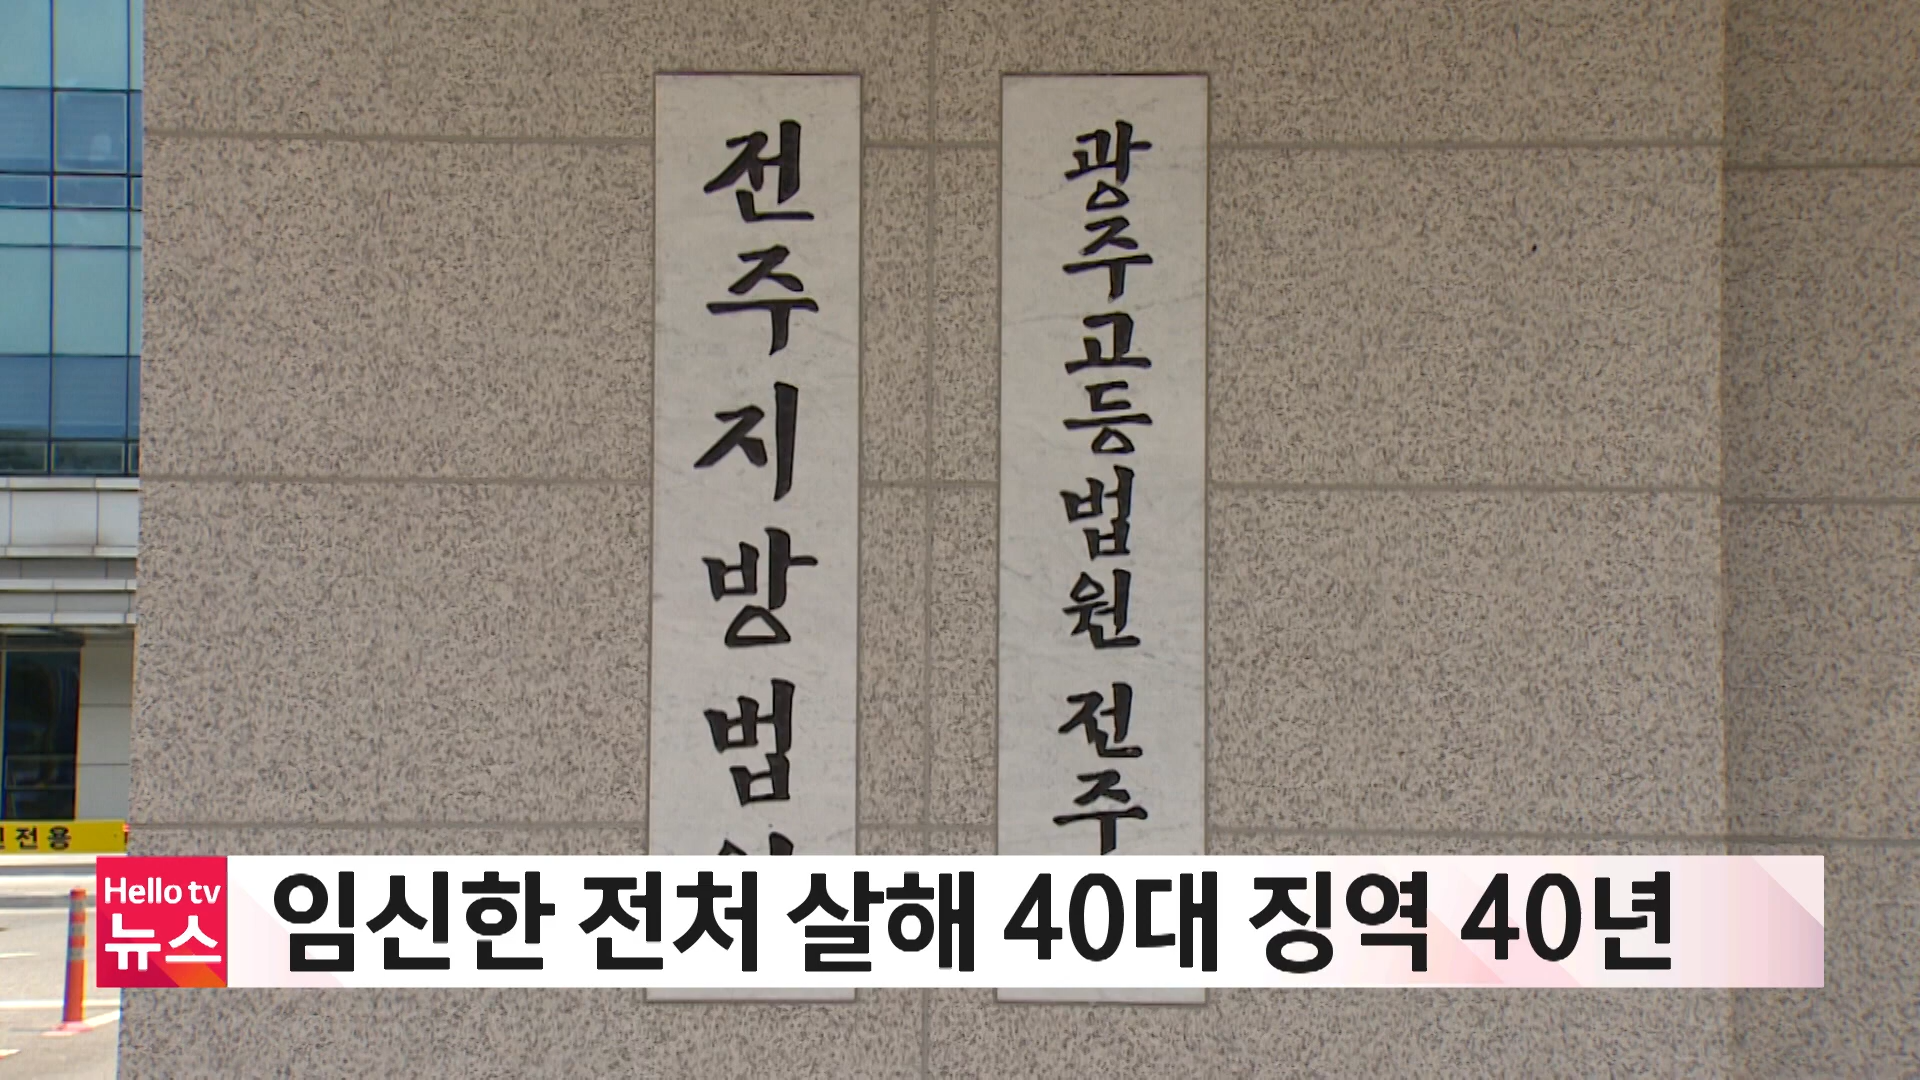 전주지방법
광주고등법원 전주
전용
Hello tv
뉴스
임신한 전처 살해 40대 징역 40년